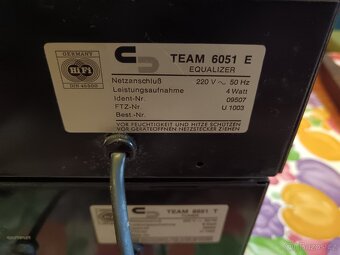 GERMANY
HiFi
DIN 45500
TEAM 6051 E
EQUALIZER
Netzanschluß 220 V ~ 50 Hz
Leistungsaufnahme 4 Watt
Ident-Nr. 09507
FTZ-Nr. U 1003
Best.-Nr.
VOR FEUCHTIGKEIT UND HITZE SCHÜTZEN
VOR GERÄTEÖFFNEN NETZSTECKER ZIEHEN
TEAM 6051 T